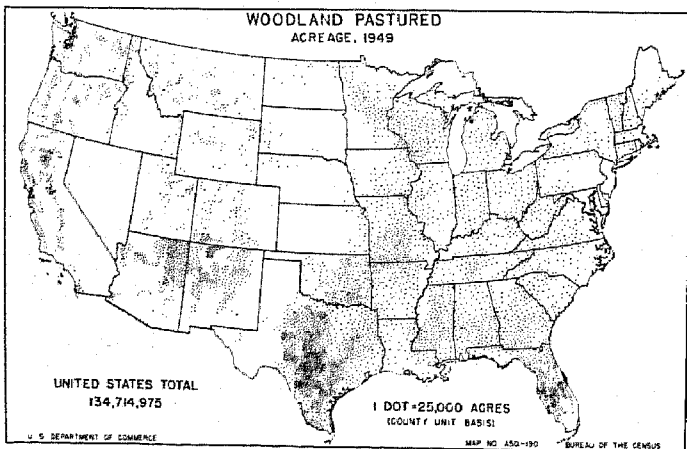 WOODLAND PASTURED
ACREAGE, 1949
UNITED STATES TOTAL
134,714,975
1 DOT=25,000 ACRES
(COUNTY UNIT BASIS)
U S DEPARTMENT OF COMMERCE
MAP NO A50-190
BUREAU OF THE CENSUS